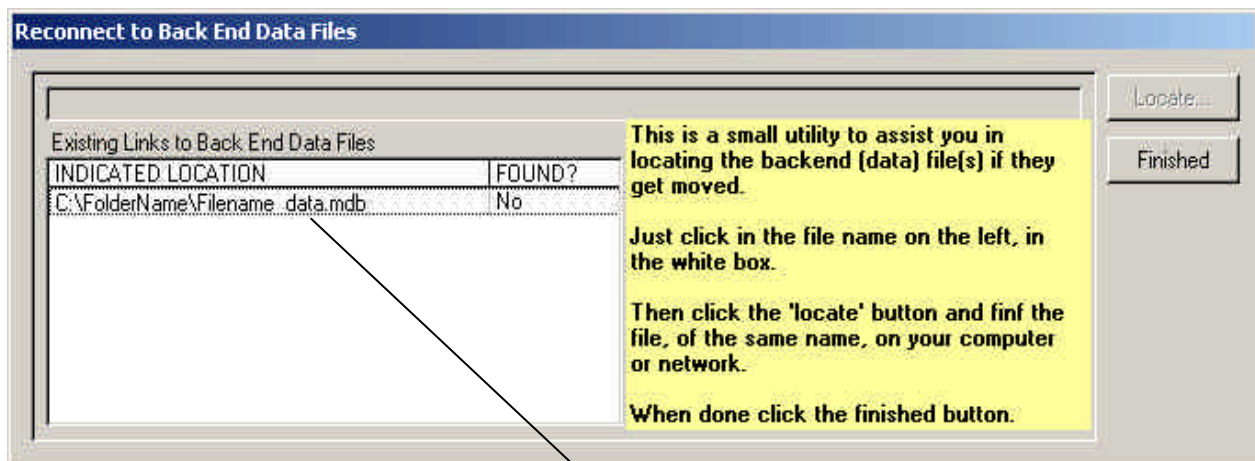 Reconnect to Back End Data Files
Locate...
Finished
Existing Links to Back End Data Files
INDICATED LOCATION FOUND?
C:\FolderName\Filename_data.mdb No
This is a small utility to assist you in
locating the backend (data) file(s) if they
get moved.
Just click in the file name on the left, in
the white box.
Then click the 'locate' button and finf the
file, of the same name, on your computer
or network.
When done click the finished button.